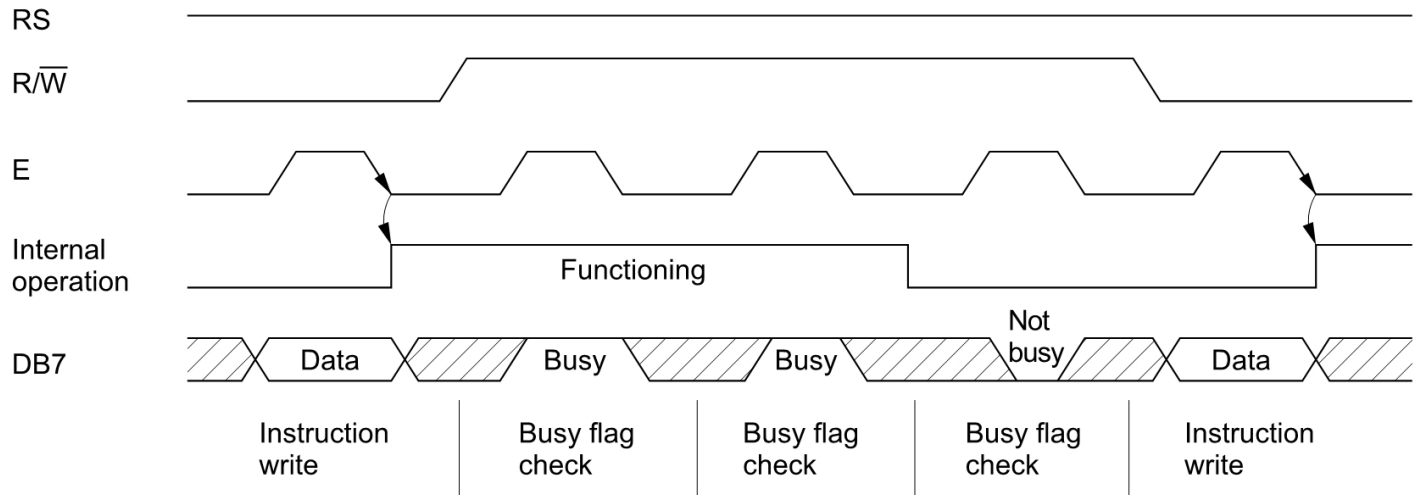 RS
R/W̅
E
Internal
operation
Functioning
Not
busy
DB7
Data
Busy
Busy
Data
Instruction
write
Busy flag
check
Busy flag
check
Busy flag
check
Instruction
write